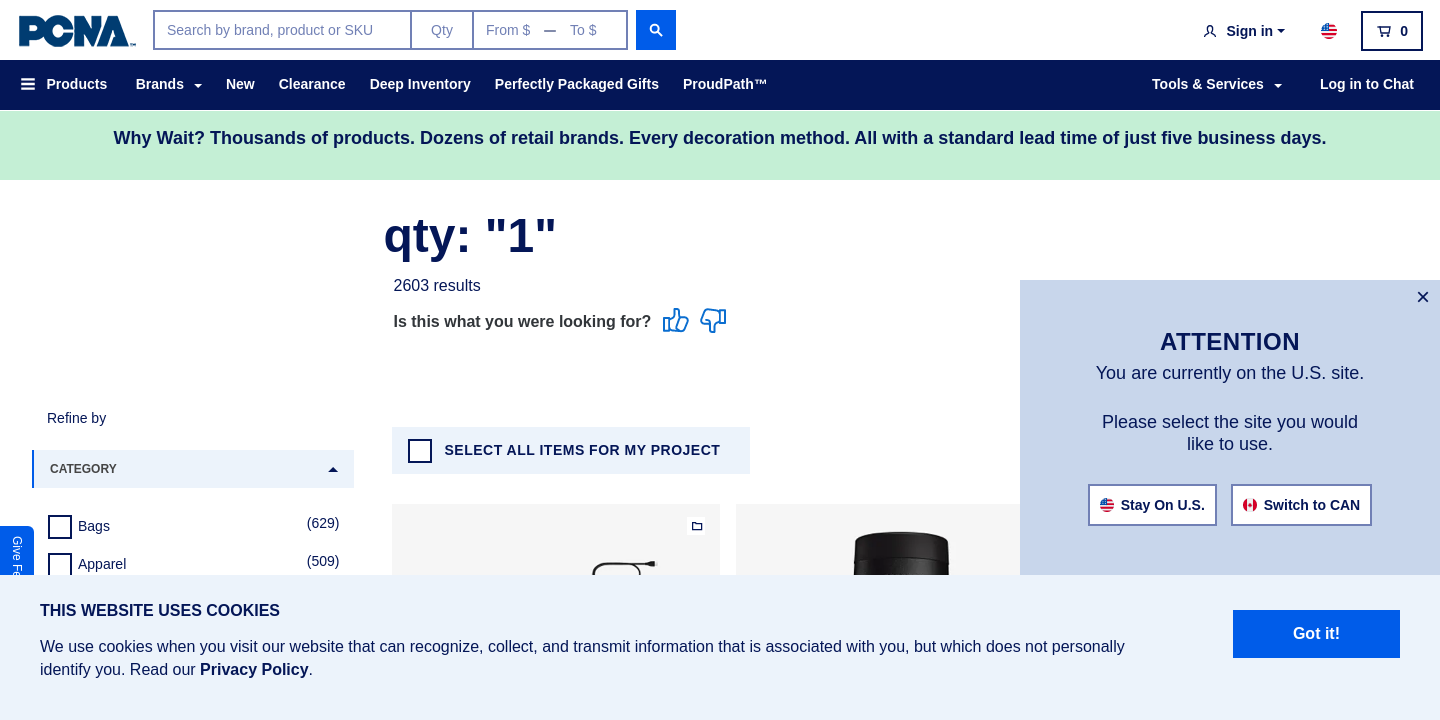 PCNA™
Search by brand, product or SKU
Qty
From $ — To $
Sign in
0
Products
Brands
New
Clearance
Deep Inventory
Perfectly Packaged Gifts
ProudPath™
Tools & Services
Log in to Chat
Why Wait? Thousands of products. Dozens of retail brands. Every decoration method. All with a standard lead time of just five business days.
qty: "1"
2603 results
Is this what you were looking for?
×
ATTENTION
You are currently on the U.S. site.
Please select the site you would
like to use.
Stay On U.S.
Switch to CAN
Refine by
CATEGORY
SELECT ALL ITEMS FOR MY PROJECT
Bags (629)
Apparel (509)
Give
THIS WEBSITE USES COOKIES
We use cookies when you visit our website that can recognize, collect, and transmit information that is associated with you, but which does not personally
identify you. Read our Privacy Policy.
Got it!